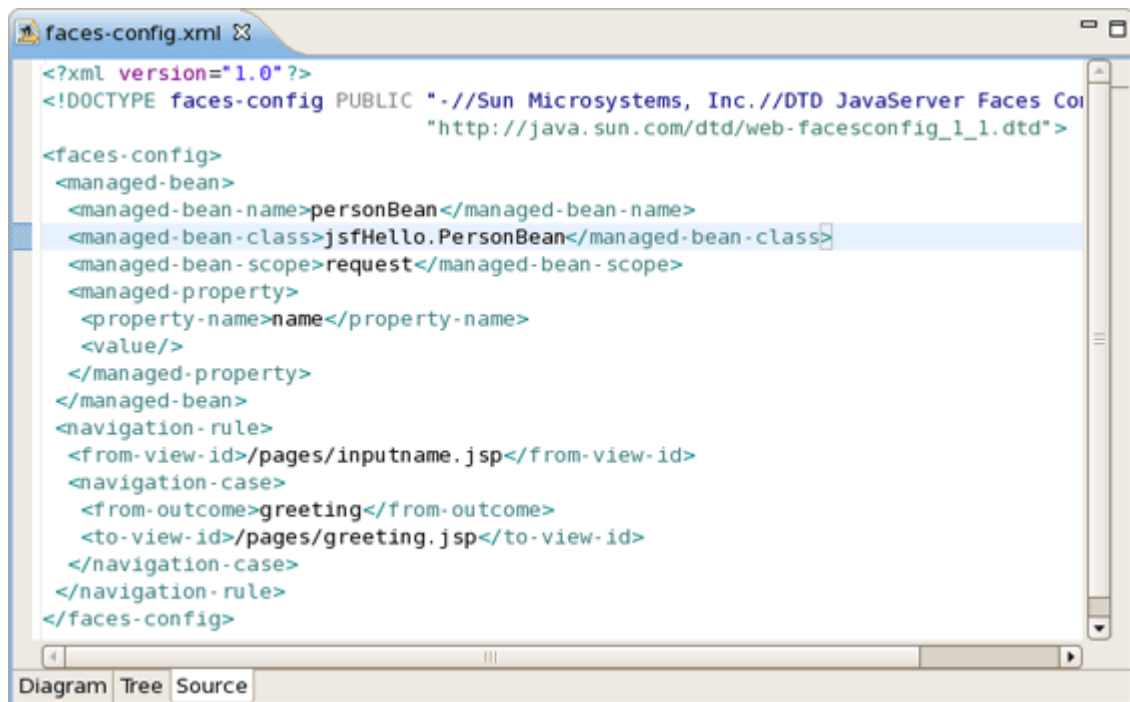 faces-config.xml
<?xml version="1.0"?>
<!DOCTYPE faces-config PUBLIC "-//Sun Microsystems, Inc.//DTD JavaServer Faces
"http://java.sun.com/dtd/web-facesconfig_1_1.dtd">
<faces-config>
<managed-bean>
<managed-bean-name>personBean</managed-bean-name>
<managed-bean-class>jsfHello.PersonBean</managed-bean-class>
<managed-bean-scope>request</managed-bean-scope>
<managed-property>
<property-name>name</property-name>
<value/>
</managed-property>
</managed-bean>
<navigation-rule>
<from-view-id>/pages/inputname.jsp</from-view-id>
<navigation-case>
<from-outcome>greeting</from-outcome>
<to-view-id>/pages/greeting.jsp</to-view-id>
</navigation-case>
</navigation-rule>
</faces-config>
Diagram Tree Source